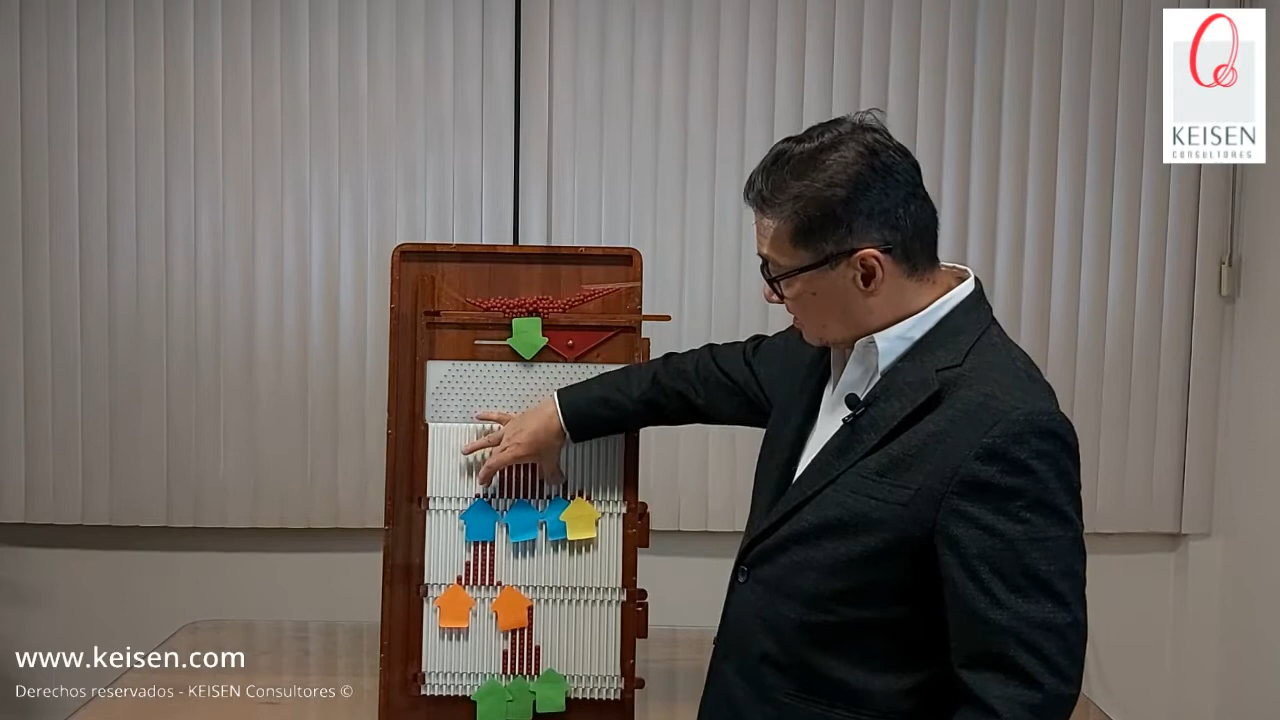 KEISEN
CONSULTORES
www.keisen.com
Derechos reservados - KEISEN Consultores ©